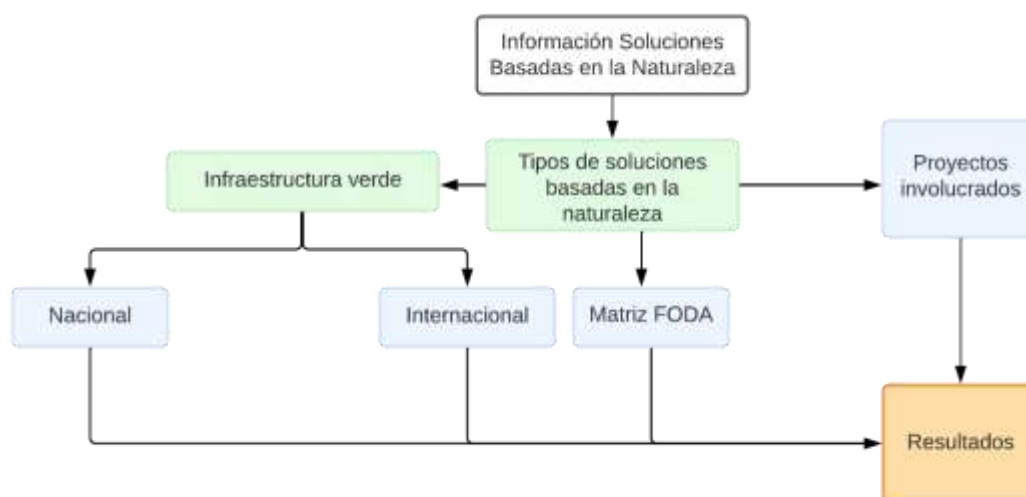 Información Soluciones
Basadas en la Naturaleza
Infraestructura verde
Tipos de soluciones
basadas en la
naturaleza
Proyectos
involucrados
Nacional
Internacional
Matriz FODA
Resultados